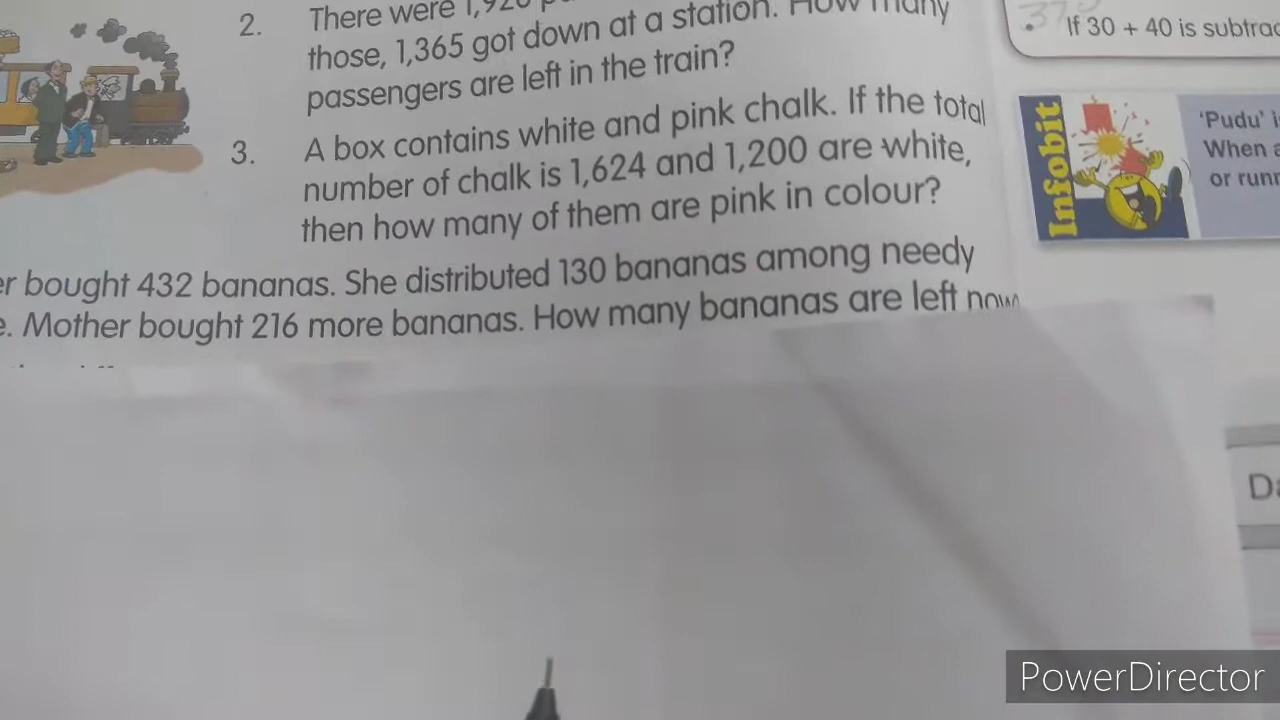 2. There were
those, 1,365 got down at a station. How many
passengers are left in the train?
3. A box contains white and pink chalk. If the total
number of chalk is 1,624 and 1,200 are white,
then how many of them are pink in colour?
bought 432 bananas. She distributed 130 bananas among needy
Mother bought 216 more bananas. How many bananas are left now
If 30 + 40 is
Infobit
'Pudu'
When
or
PowerDirector